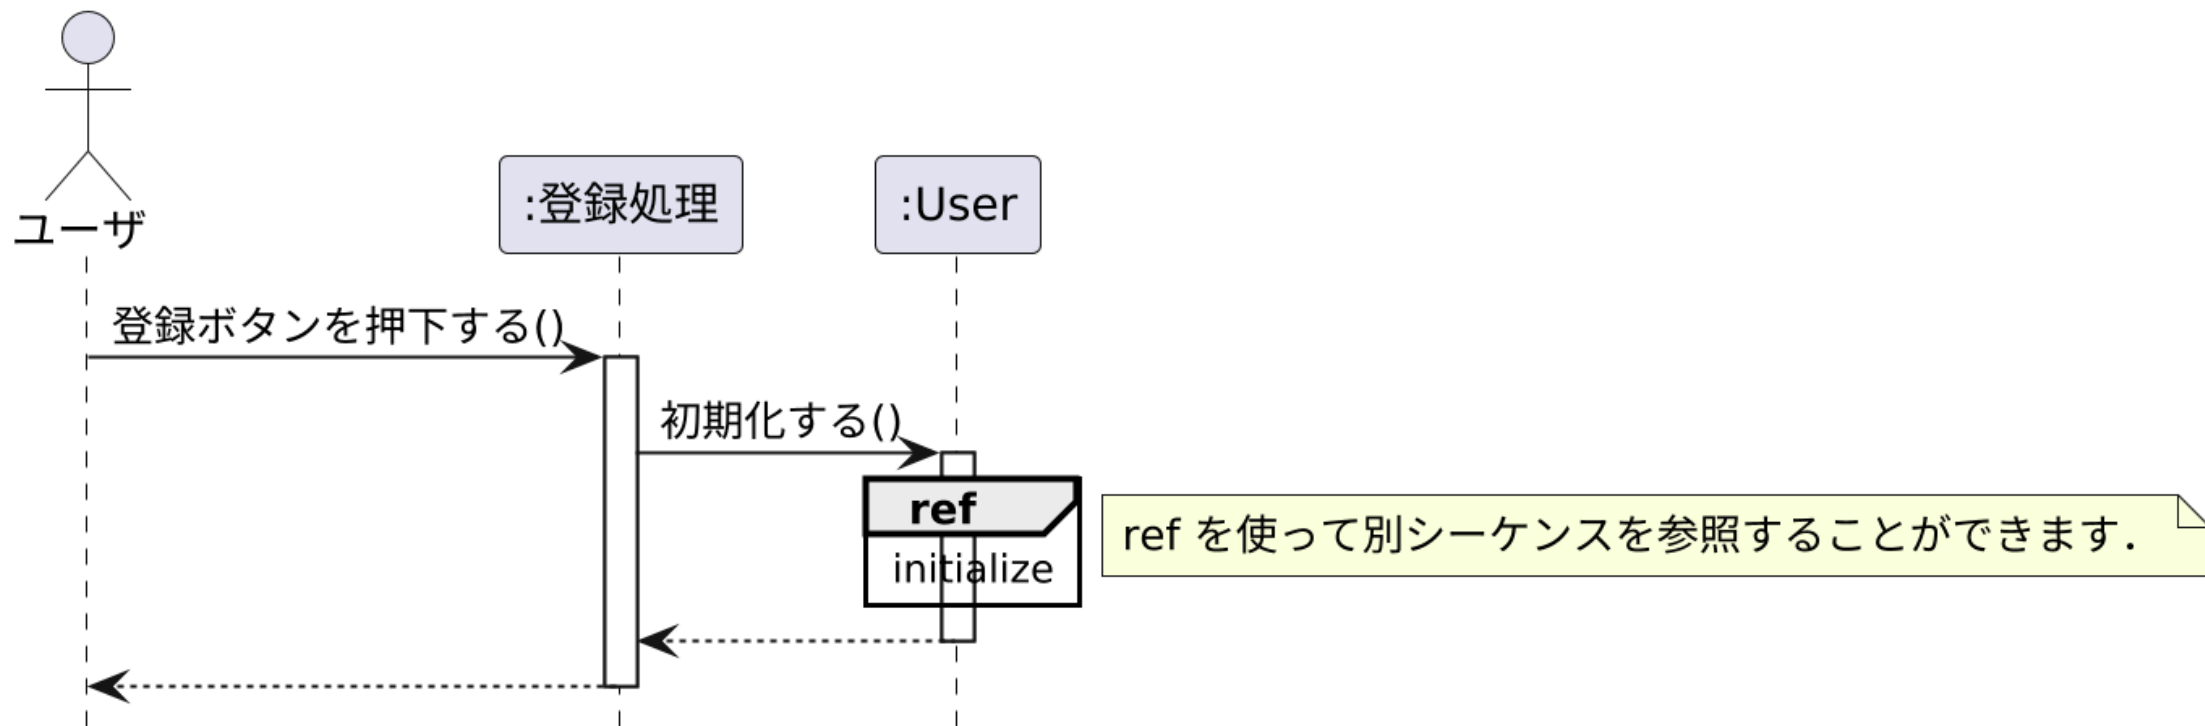 ユーザ
:登録処理
:User
登録ボタンを押下する()
初期化する()
ref
ref を使って別シーケンスを参照することができます.
initialize